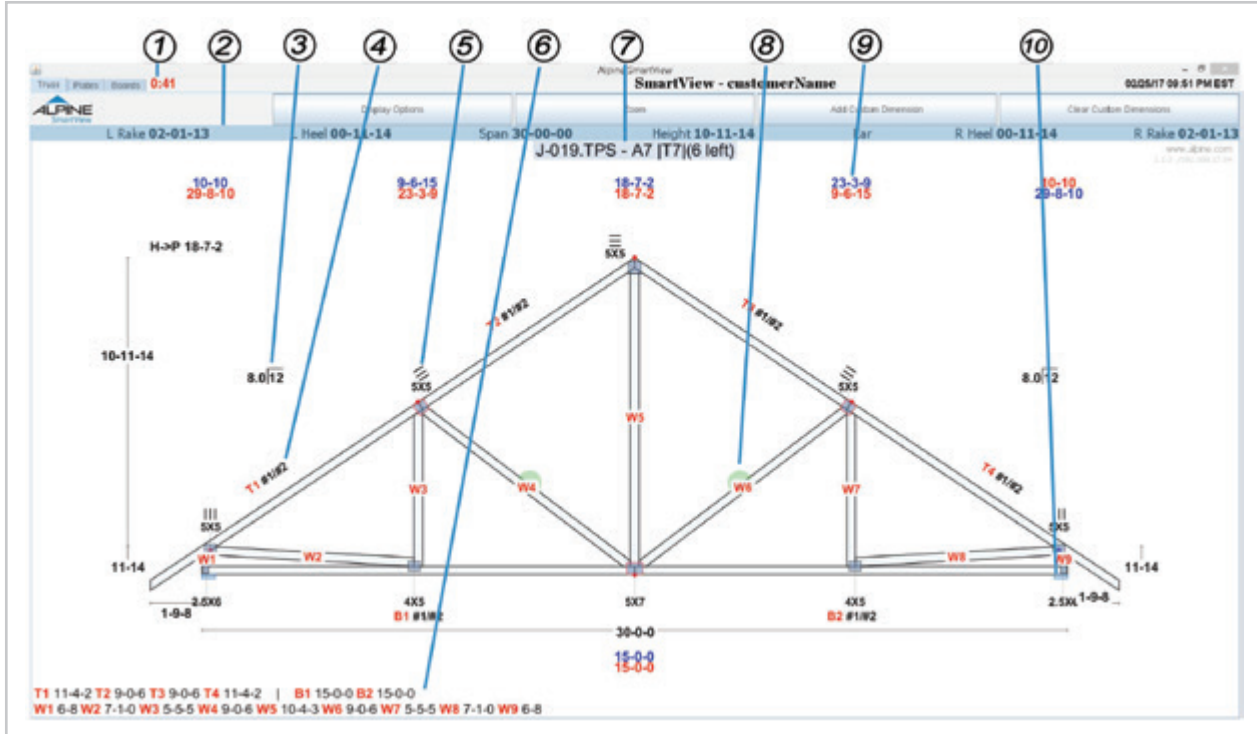 1 2 3 4 5 6 7 8 9 10
Alpine SmartView
Truss Plates Boards 0:41 SmartView - customerName 02/25/17 09:51 PM EST
ALPINE
SmartView
Display Options Zoom Add Custom Dimension Clear Custom Dimensions
L Rake 02-01-13 L Heel 00-11-14 Span 30-00-00 Height 10-11-14 R Heel 00-11-14 R Rake 02-01-13
J-019.TPS - A7 |T7|(6 left)
www.alpine.com
10-10 9-6-15 18-7-2 23-3-9 10-10
29-8-10 23-3-9 18-7-2 9-6-15 29-8-10
H->P 18-7-2
5X5
T2 #1/#2 T3 #1/#2
10-11-14
8.0|12 8.0|12
5X5 5X5
W5
T1 #1/#2 T4 #1/#2
W3 W4 W6 W7
5X5 5X5
W1 W2 W8 W9
11-14 11-14
1-9-8 2.5X6 4X5 5X7 4X5 1-9-8
B1 #1/#2 B2 #1/#2
30-0-0
15-0-0
15-0-0
T1 11-4-2 T2 9-0-6 T3 9-0-6 T4 11-4-2 | B1 15-0-0 B2 15-0-0
W1 6-8 W2 7-1-0 W3 5-5-5 W4 9-0-6 W5 10-4-3 W6 9-0-6 W7 5-5-5 W8 7-1-0 W9 6-8